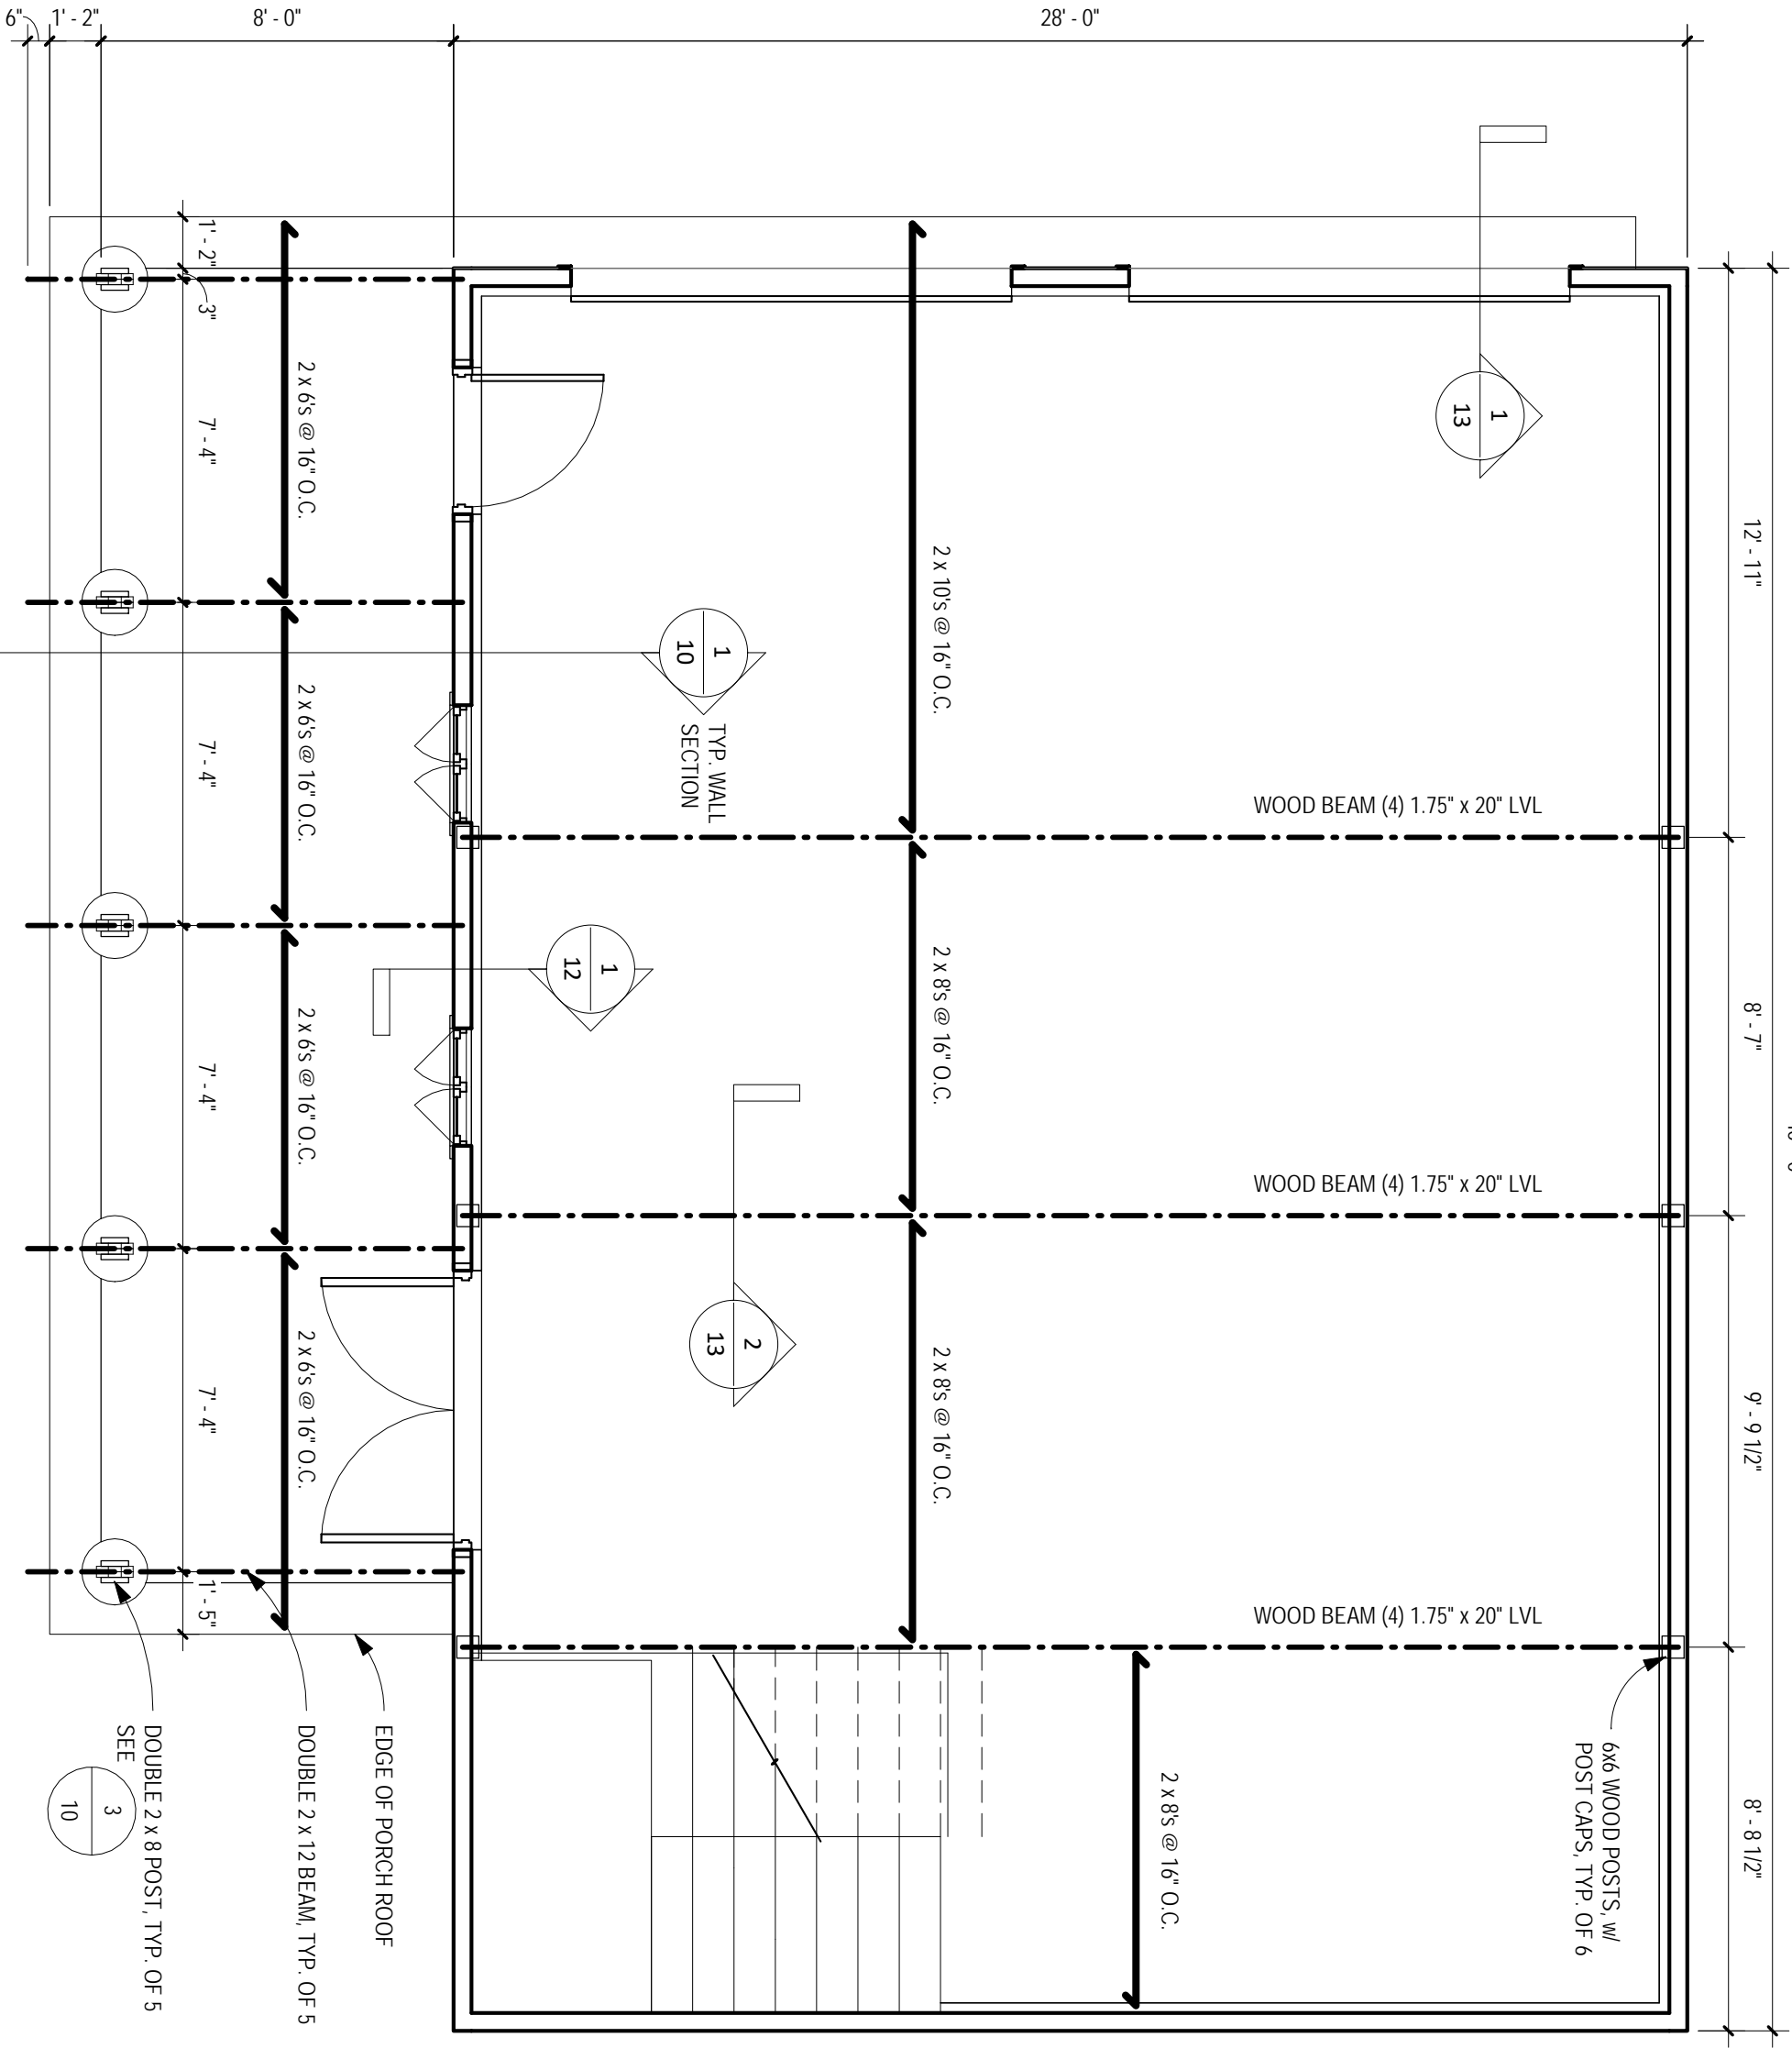 6"
1' - 2"
8' - 0"
28' - 0"
12' - 11"
8' - 7"
9' - 9 1/2"
8' - 8 1/2"
1' - 2"
3"
7' - 4"
7' - 4"
7' - 4"
7' - 4"
1' - 5"
2 x 6's @ 16" O.C.
2 x 6's @ 16" O.C.
2 x 6's @ 16" O.C.
2 x 6's @ 16" O.C.
2 x 10's @ 16" O.C.
2 x 8's @ 16" O.C.
2 x 8's @ 16" O.C.
2 x 8's @ 16" O.C.
WOOD BEAM (4) 1.75" x 20" LVL
WOOD BEAM (4) 1.75" x 20" LVL
WOOD BEAM (4) 1.75" x 20" LVL
1
13
1
10
TYP. WALL
SECTION
1
12
2
13
6x6 WOOD POSTS, W/
POST CAPS, TYP. OF 6
EDGE OF PORCH ROOF
DOUBLE 2 x 12 BEAM, TYP. OF 5
DOUBLE 2 x 8 POST, TYP. OF 5
SEE
3
10